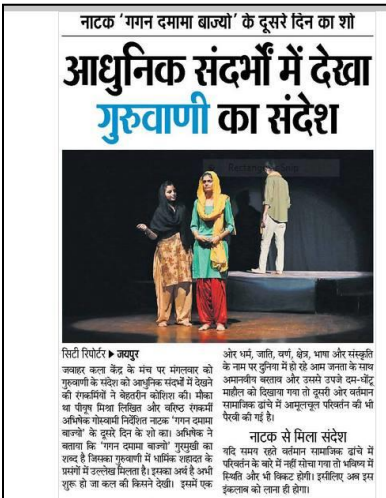 नाटक ‘गगन दमामा बाज्यो’ के दूसरे दिन का शो
आधुनिक संदर्भों में देखा
गुरुवाणी का संदेश
सिटी रिपोर्टर ▶ जयपुर
जवाहर कला केंद्र के मंच पर मंगलवार को
गुरुवाणी के संदेश को आधुनिक संदर्भों में देखने
की रंगकर्मियों ने बेहतरीन कोशिश की। मौका
था पीयूष मिश्रा लिखित और वरिष्ठ रंगकर्मी
अभिषेक गोस्वामी निर्देशित नाटक ‘गगन दमामा
बाज्यो’ के दूसरे दिन के शो का। अभिषेक ने
बताया कि ‘गगन दमामा बाज्यो’ गुरमुखी का
शब्द है जिसका गुरुवाणी में धार्मिक शहादत के
प्रसंगों में उल्लेख मिलता है। इसका अर्थ है अभी
शुरू हो जा कल की किसने देखी। इसमें एक
ओर धर्म, जाति, वर्ण, क्षेत्र, भाषा और संस्कृति
के नाम पर दुनिया में हो रहे आम जनता के साथ
अमानवीय बरताव और उससे उपजे दम-घोंटू
माहौल को दिखाया गया तो दूसरी ओर वर्तमान
सामाजिक ढांचे में आमूलचूल परिवर्तन की भी
पैरवी की गई है।
नाटक से मिला संदेश
यदि समय रहते वर्तमान सामाजिक ढांचे में
परिवर्तन के बारे में नहीं सोचा गया तो भविष्य में
स्थिति और भी विकट होगी। इसीलिए अब इस
इंकलाब को लाना ही होगा।